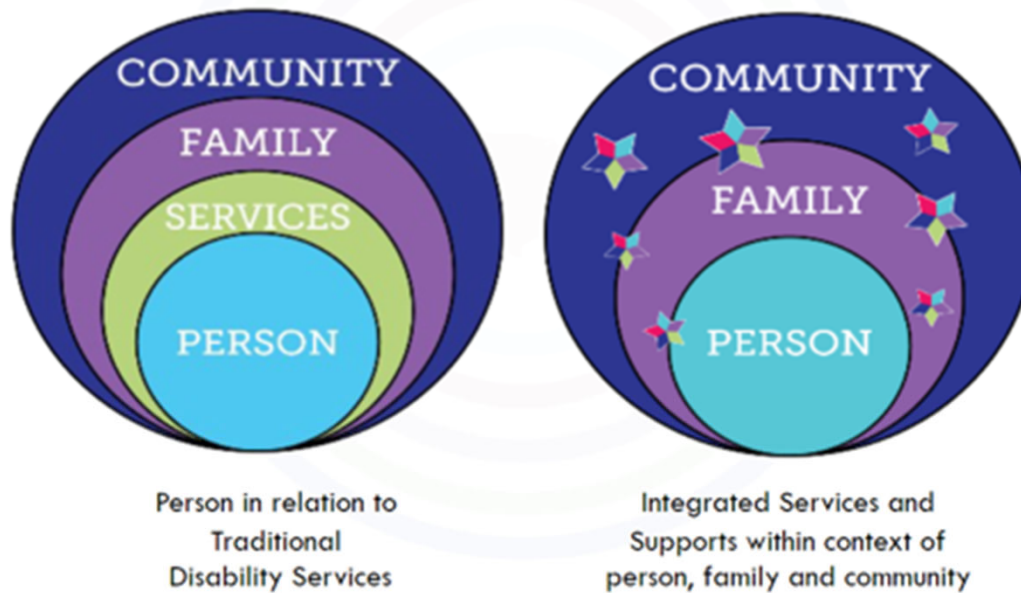 COMMUNITY
FAMILY
SERVICES
PERSON
Person in relation to
Traditional
Disability Services
COMMUNITY
FAMILY
PERSON
Integrated Services and
Supports within context of
person, family and community